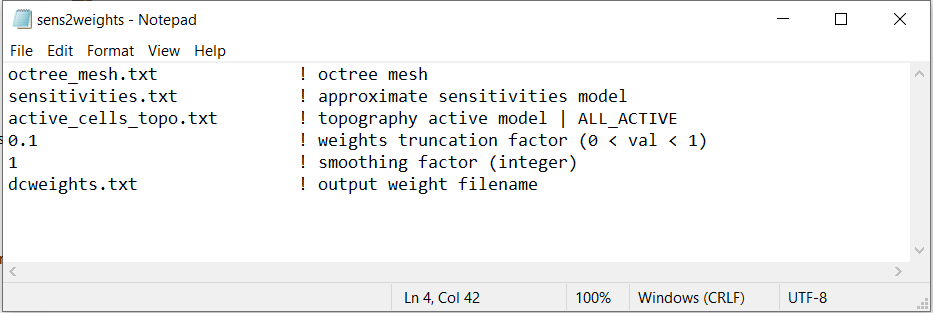 sens2weights - Notepad
File Edit Format View Help
octree_mesh.txt ! octree mesh
sensitivities.txt ! approximate sensitivities model
active_cells_topo.txt ! topography active model | ALL_ACTIVE
0.1 ! weights truncation factor (0 < val < 1)
1 ! smoothing factor (integer)
dcweights.txt ! output weight filename
Ln 4, Col 42 100% Windows (CRLF) UTF-8